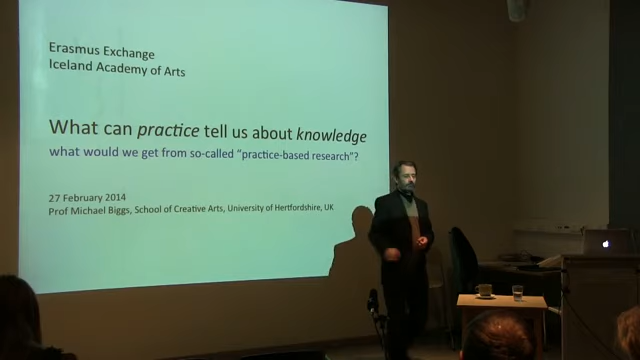 Erasmus Exchange
Iceland Academy of Arts
What can practice tell us about knowledge
what would we get from so-called "practice-based research"?
27 February 2014
Prof Michael Biggs, School of Creative Arts, University of Hertfordshire, UK